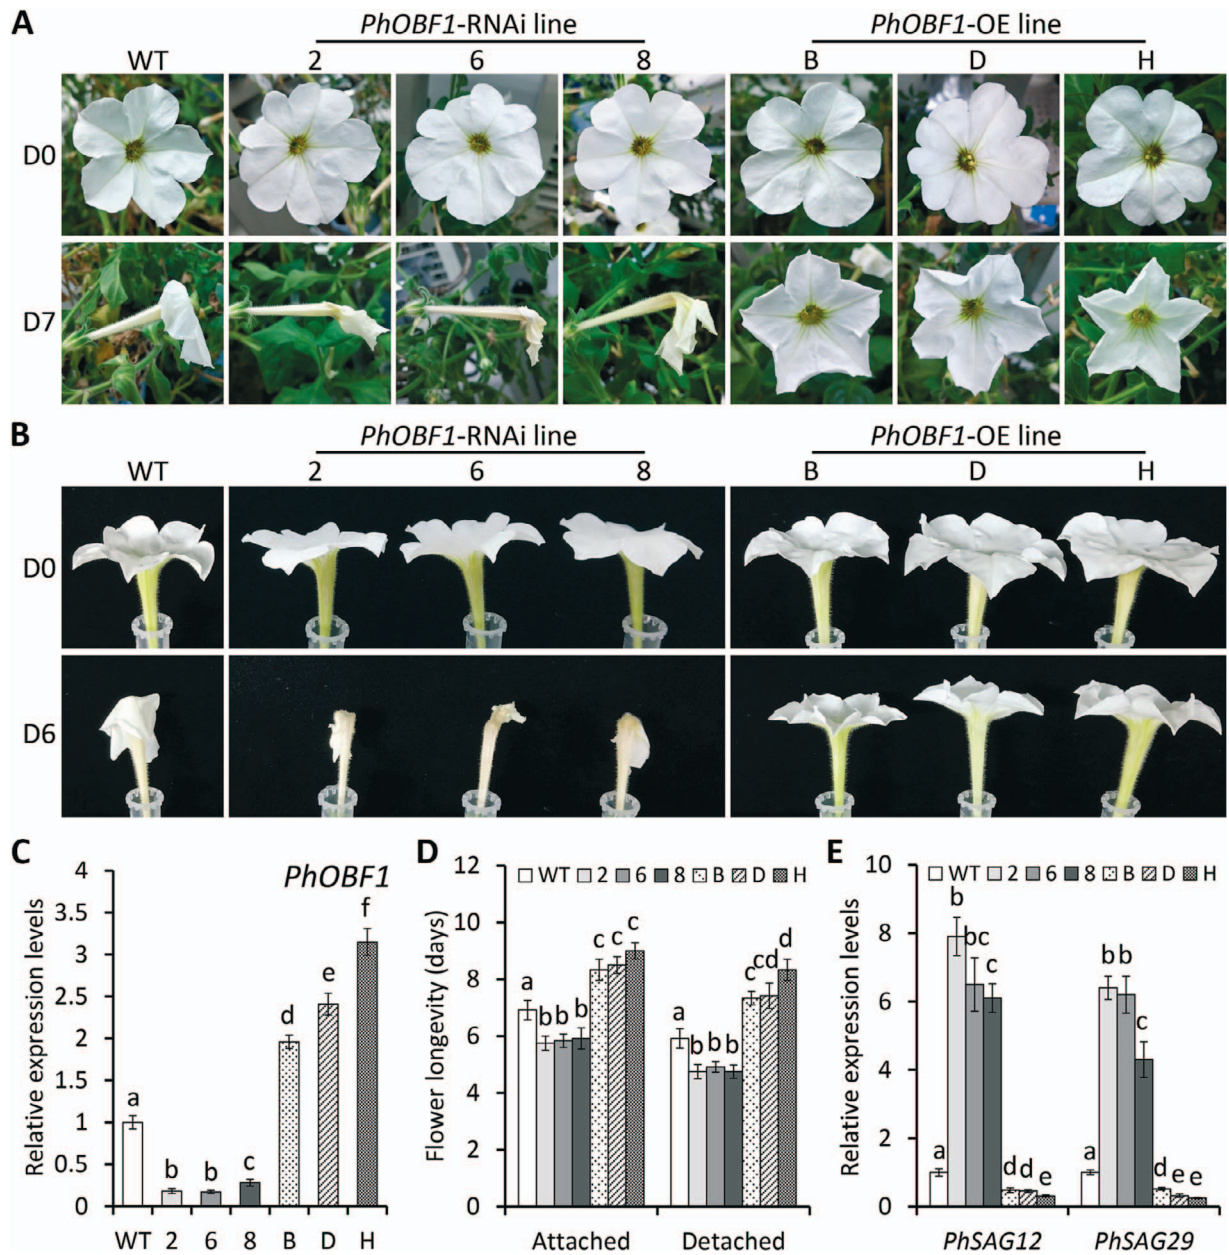 A
PhOBF1-RNAi line
PhOBF1-OE line
WT 2 6 8 B D H
D0
D7
B
PhOBF1-RNAi line
PhOBF1-OE line
WT 2 6 8 B D H
D0
D6
C
PhOBF1
Relative expression levels
4
3.5
3
2.5
2
1.5
1
0.5
0
a b b c d e f
WT 2 6 8 B D H
D
WT 2 6 8 B D H
Flower longevity (days)
12
10
8
6
4
2
0
a b b b c c c
a b b b c cd d
Attached Detached
E
WT 2 6 8 B D H
Relative expression levels
10
8
6
4
2
0
a b bc c d d e
a b b c d e e
PhSAG12 PhSAG29